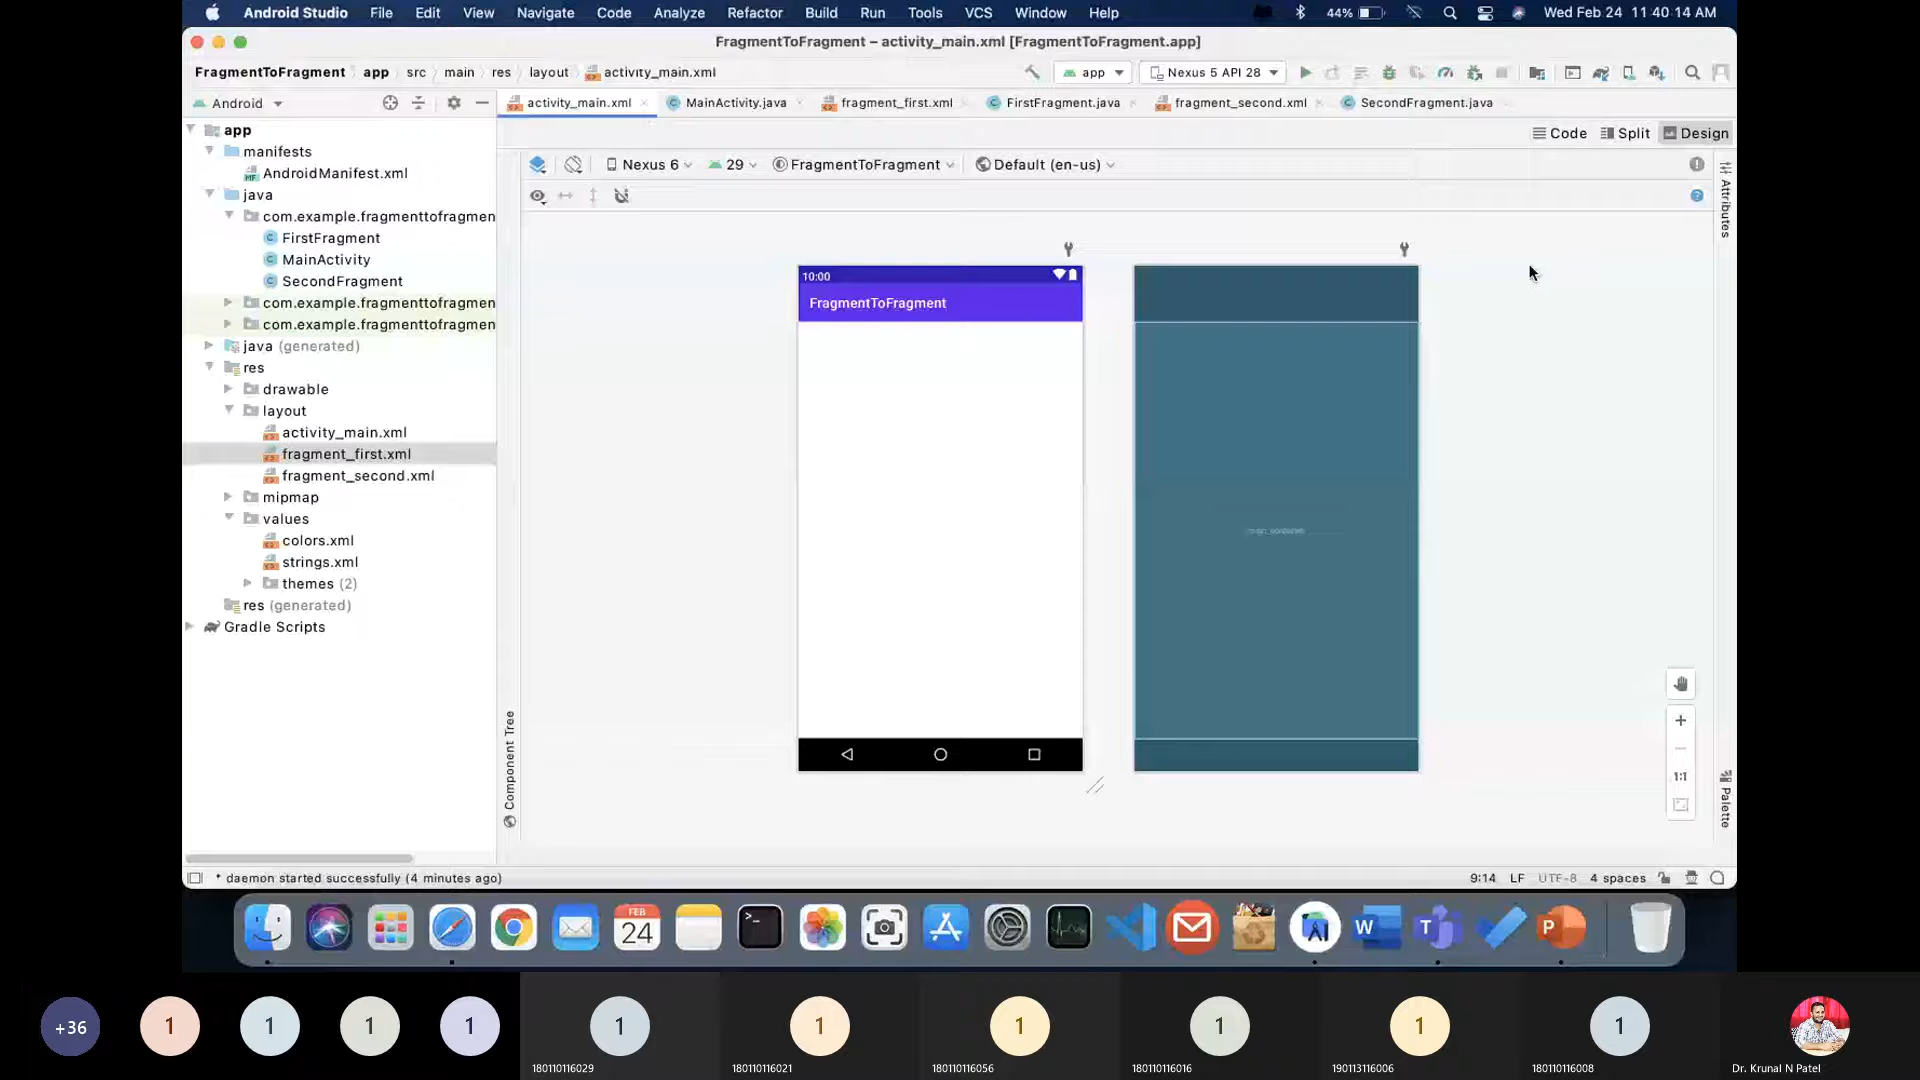 Android Studio File Edit View Navigate Code Analyze Refactor Build Run Tools VCS Window Help 44% Wed Feb 24 11 40 14 AM
FragmentToFragment – activity_main.xml [FragmentToFragment.app]
FragmentToFragment app src main res layout activity_main.xml app Nexus 5 API 28
Android activity_main.xml MainActivity.java fragment_first.xml FirstFragment.java fragment_second.xml SecondFragment.java
app
Code Split Design
manifests
Nexus 6 29 FragmentToFragment Default (en-us)
AndroidManifest.xml
java
com.example.fragmenttofragmen
FirstFragment
MainActivity
SecondFragment
com.example.fragmenttofragmen
com.example.fragmenttofragmen
java (generated)
res
drawable
layout
activity_main.xml
fragment_first.xml
fragment_second.xml
mipmap
values
colors.xml
strings.xml
themes (2)
res (generated)
Gradle Scripts
10:00
FragmentToFragment
Component Tree
Attributes
Palette
1:1
* daemon started successfully (4 minutes ago) 9:14 LF UTF-8 4 spaces
FEB
24
W T P
+36 1 1 1 1 1 1 1 1 1 1
180110116029 180110116021 180110116056 180110116016 190113116006 180110116008 Dr. Krunal N Patel